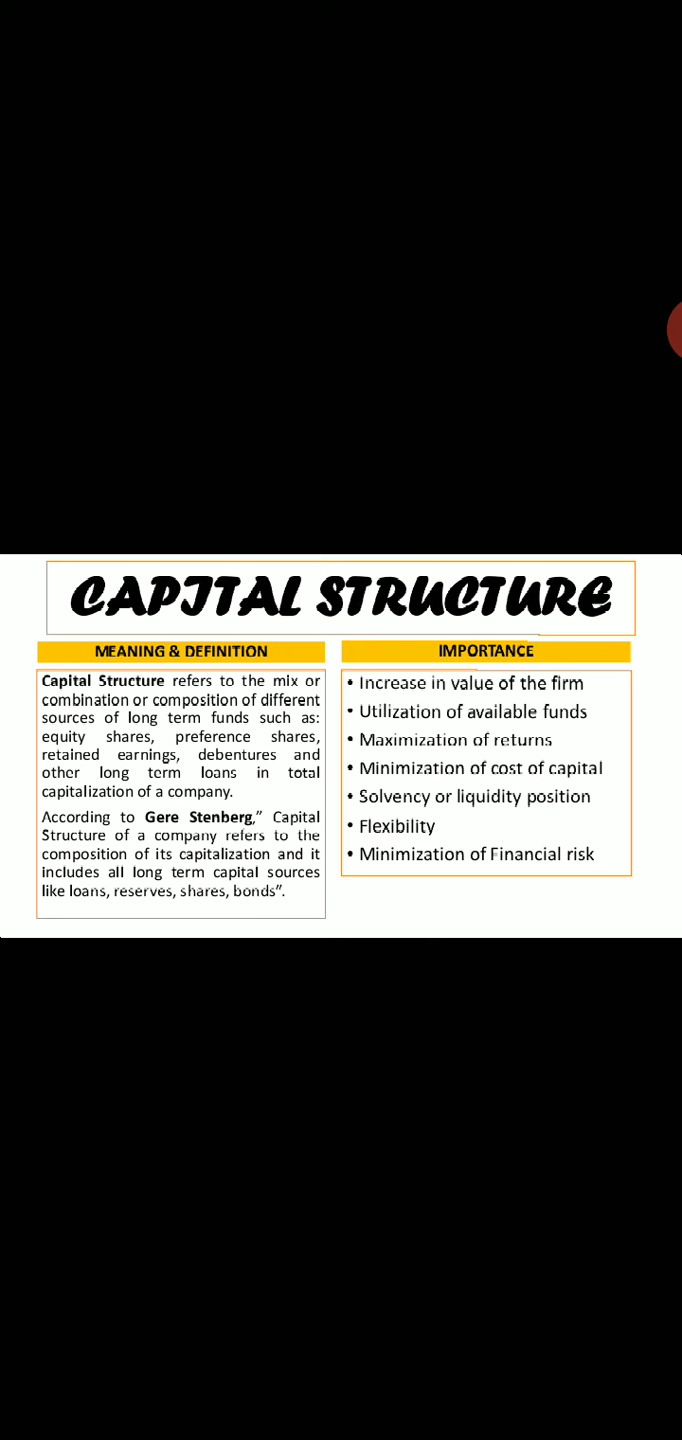 CAPITAL STRUCTURE
MEANING & DEFINITION
Capital Structure refers to the mix or
combination or composition of different
sources of long term funds such as:
equity shares, preference shares,
retained earnings, debentures and
other long term loans in total
capitalization of a company.
According to Gere Stenberg,” Capital
Structure of a company refers to the
composition of its capitalization and it
includes all long term capital sources
like loans, reserves, shares, bonds”.
IMPORTANCE
• Increase in value of the firm
• Utilization of available funds
• Maximization of returns
• Minimization of cost of capital
• Solvency or liquidity position
• Flexibility
• Minimization of Financial risk